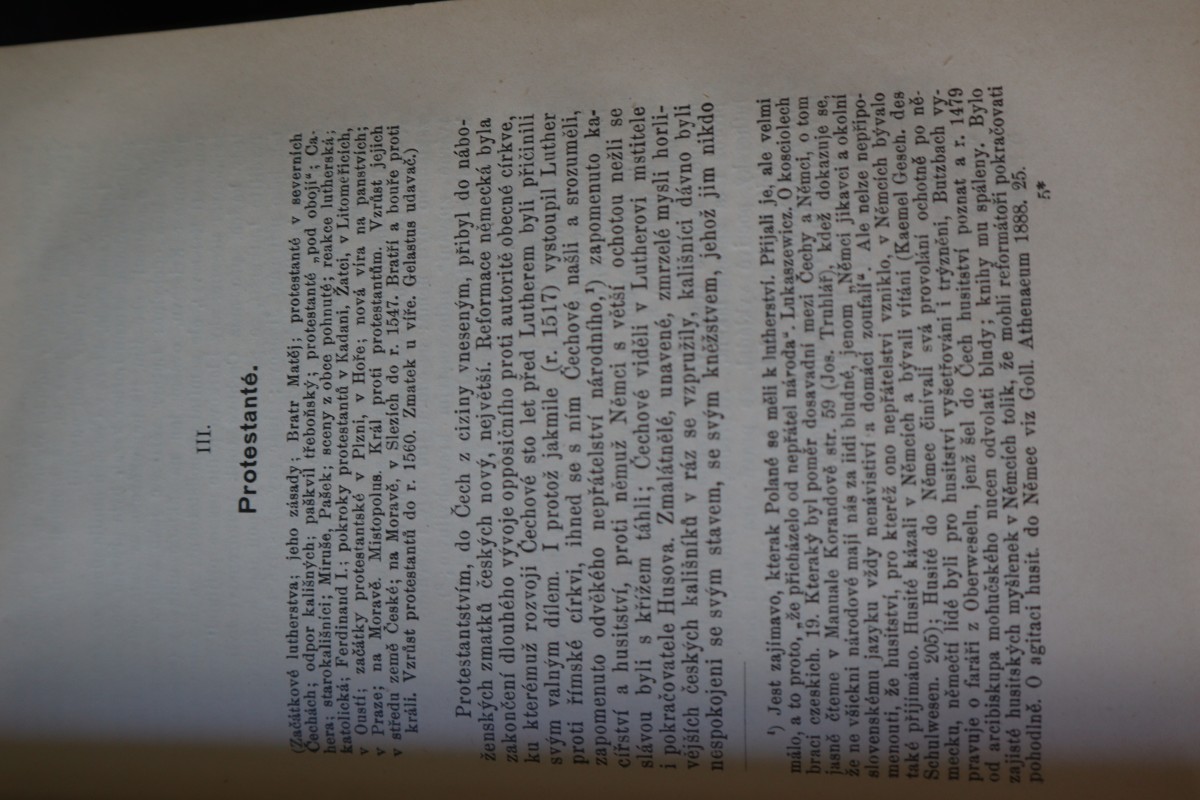 III.
Protestanté.
(Začátkové lutherstva; jeho zásady; Bratr Matěj; protestanté v severních
Čechách; odpor kališných; paškvil třeboňský; protestanté „pod obojí“; Ca-
hera; starokališníci; Miruše, Pašek; sceny z obce pohnuté; reakce lutherská;
katolická; Ferdinand I.; pokroky protestantů v Kadani, Žatci, v Litoměřicích,
v Oustí; začátky protestantské v Plzni, v Hoře; nová víra na panstvích;
v Praze; na Moravě. Mistopolus. Král proti protestantům. Vzrůst jejich
v středu země České; na Moravě, v Slezích do r. 1547. Bratří a bouře proti
králi. Vzrůst protestantů do r. 1560. Zmatek u víře. Gelastus udavač.)
Protestantstvím, do Čech z ciziny vneseným, přibyl do nábo-
ženských zmatků českých nový, největší. Reformace německá byla
zakončení dlouhého vývoje opposičního proti autoritě obecné církve,
ku kterémuž rozvoji Čechové sto let před Lutherem byli přičinili
svým valným dílem. I protož jakmile (r. 1517) vystoupil Luther
proti římské církvi, ihned se s ním Čechové našli a srozuměli,
zapomenuto odvěkého nepřátelství národního,¹) zapomenuto ka-
cířství a husitství, proti němuž Němci s větší ochotou nežli se
slávou byli s křížem táhli; Čechové viděli v Lutherovi mstitele
i pokračovatele Husova. Zmalátnělé, unavené, zmrzelé mysli horli-
vějších českých kališníků v ráz se vzpružily, kališníci dávno byli
nespokojeni se svým stavem, se svým kněžstvem, jehož jim nikdo
¹) Jest zajímavo, kterak Polané se měli k lutherství. Přijali je, ale velmi
málo, a to proto, „že přicházelo od nepřátel národa“. Lukaszewicz. O kosciolech
braci czeskich. 19. Kteraký byl poměr dosavadní mezi Čechy a Němci, o tom
jasně čteme v Manuale Korandově str. 59 (Jos. Truhlář), kdež dokazuje se,
že ne všickni národové mají nás za lidi bludné, jenom „Němci jikavci a okolní
slovenskému jazyku vždy nenávistiví a domácí zoufalí“. Ale nelze nepřipo-
menouti, že husitství, pro kteréž ono nepřátelství vzniklo, v Němcích bývalo
také přijímáno. Husité kázali v Němcích a bývali vítáni (Kaemel Gesch. des
Schulwesen. 205); Husité do Němec činívali svá provolání ochotně po ně-
mecku, němečtí lidé byli pro husitství vyšetřováni i trýzněni, Butzbach vy-
pravuje o faráři z Oberweselu, jenž šel do Čech husitství poznat a r. 1479
od arcibiskupa mohučského nucen odvolati bludy; knihy mu spáleny. Bylo
zajisté husitských myšlenek v Němcích tolik, že mohli reformátoři pokračovati
pohodlně. O agitaci husit. do Němec viz Goll. Athenaeum 1888. 25.
5*